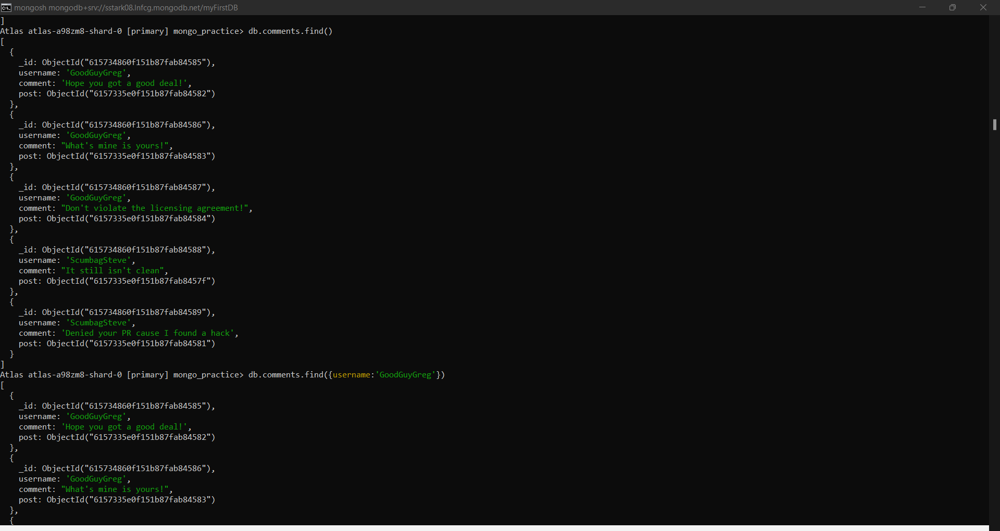 mongosh mongodb+srv://sstark08.lnfcg.mongodb.net/myFirstDB
]
Atlas atlas-a98zm8-shard-0 [primary] mongo_practice> db.comments.find()
[
  {
    _id: ObjectId("615734860f151b87fab84585"),
    username: 'GoodGuyGreg',
    comment: 'Hope you got a good deal!',
    post: ObjectId("6157335e0f151b87fab84582")
  },
  {
    _id: ObjectId("615734860f151b87fab84586"),
    username: 'GoodGuyGreg',
    comment: "What's mine is yours!",
    post: ObjectId("6157335e0f151b87fab84583")
  },
  {
    _id: ObjectId("615734860f151b87fab84587"),
    username: 'GoodGuyGreg',
    comment: "Don't violate the licensing agreement!",
    post: ObjectId("6157335e0f151b87fab84584")
  },
  {
    _id: ObjectId("615734860f151b87fab84588"),
    username: 'ScumbagSteve',
    comment: "It still isn't clean",
    post: ObjectId("6157335e0f151b87fab8457f")
  },
  {
    _id: ObjectId("615734860f151b87fab84589"),
    username: 'ScumbagSteve',
    comment: 'Denied your PR cause I found a hack',
    post: ObjectId("6157335e0f151b87fab84581")
  }
]
Atlas atlas-a98zm8-shard-0 [primary] mongo_practice> db.comments.find({username:'GoodGuyGreg'})
[
  {
    _id: ObjectId("615734860f151b87fab84585"),
    username: 'GoodGuyGreg',
    comment: 'Hope you got a good deal!',
    post: ObjectId("6157335e0f151b87fab84582")
  },
  {
    _id: ObjectId("615734860f151b87fab84586"),
    username: 'GoodGuyGreg',
    comment: "What's mine is yours!",
    post: ObjectId("6157335e0f151b87fab84583")
  },
  {